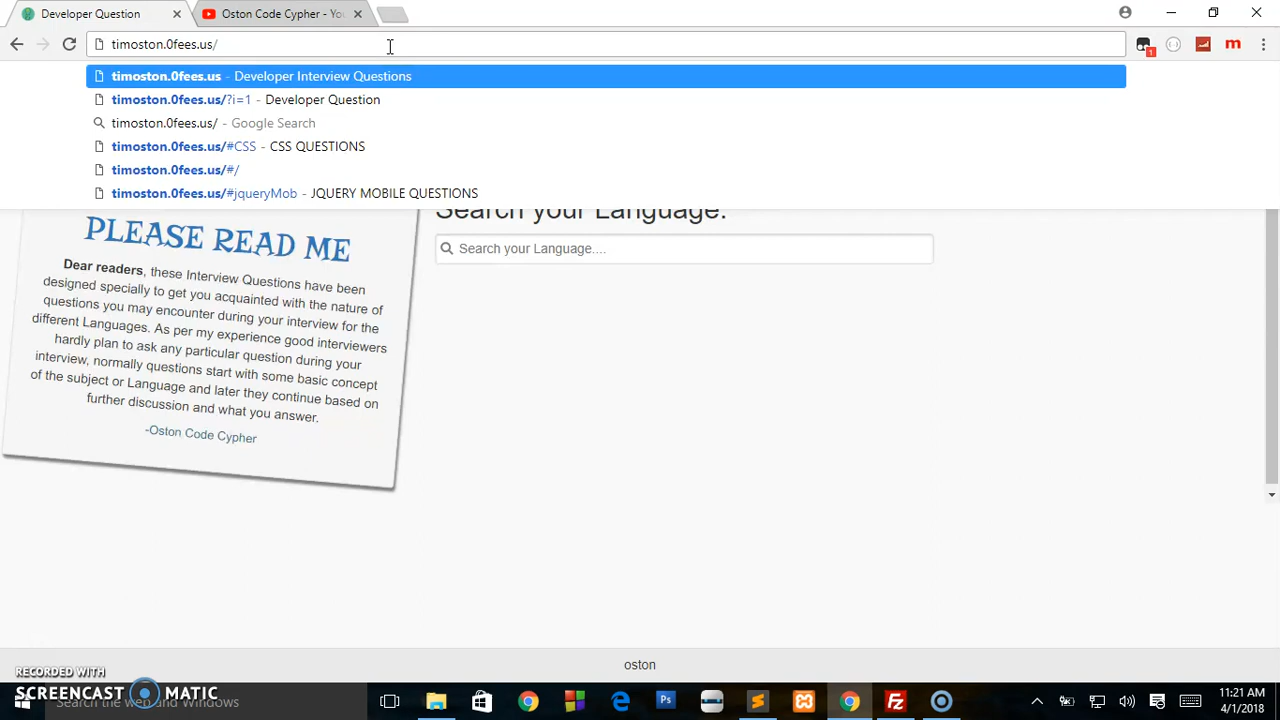 Developer Question
Oston Code Cypher - Yo
timoston.0fees.us/
1
m
timoston.0fees.us - Developer Interview Questions
timoston.0fees.us/?i=1 - Developer Question
timoston.0fees.us/ - Google Search
timoston.0fees.us/#CSS - CSS QUESTIONS
timoston.0fees.us/#/
timoston.0fees.us/#jqueryMob - JQUERY MOBILE QUESTIONS
Search your Language:
Search your Language....
PLEASE READ ME
Dear readers, these Interview Questions have been
designed specially to get you acquainted with the nature of
questions you may encounter during your interview for the
different Languages. As per my experience good interviewers
hardly plan to ask any particular question during your
interview, normally questions start with some basic concept
of the subject or Language and later they continue based on
further discussion and what you answer.
-Oston Code Cypher
oston
RECORDED WITH
SCREENCAST MATIC
Search the web and Windows
Ps
Fz
11:21 AM
4/1/2018